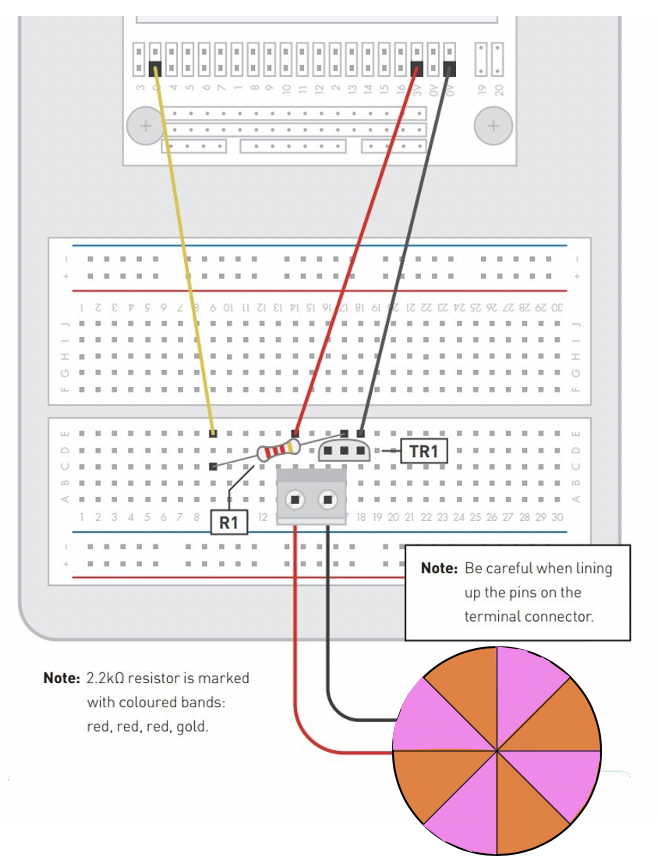 3 4 5 6 7 1 8 9 10 11 12 2 13 14 15 16 3V 0V 0V 19 20
– –
+ +
1 2 3 4 5 6 7 8 9 10 11 12 13 14 15 16 17 18 19 20 21 22 23 24 25 26 27 28 29 30
J J
I I
H H
G G
F F
E E
D D
TR1
C C
B B
A A
1 2 3 4 5 6 7 8 12 18 19 20 21 22 23 24 25 26 27 28 29 30
R1
– –
+ +
Note: Be careful when lining
up the pins on the
terminal connector.
Note: 2.2kΩ resistor is marked
with coloured bands:
red, red, red, gold.